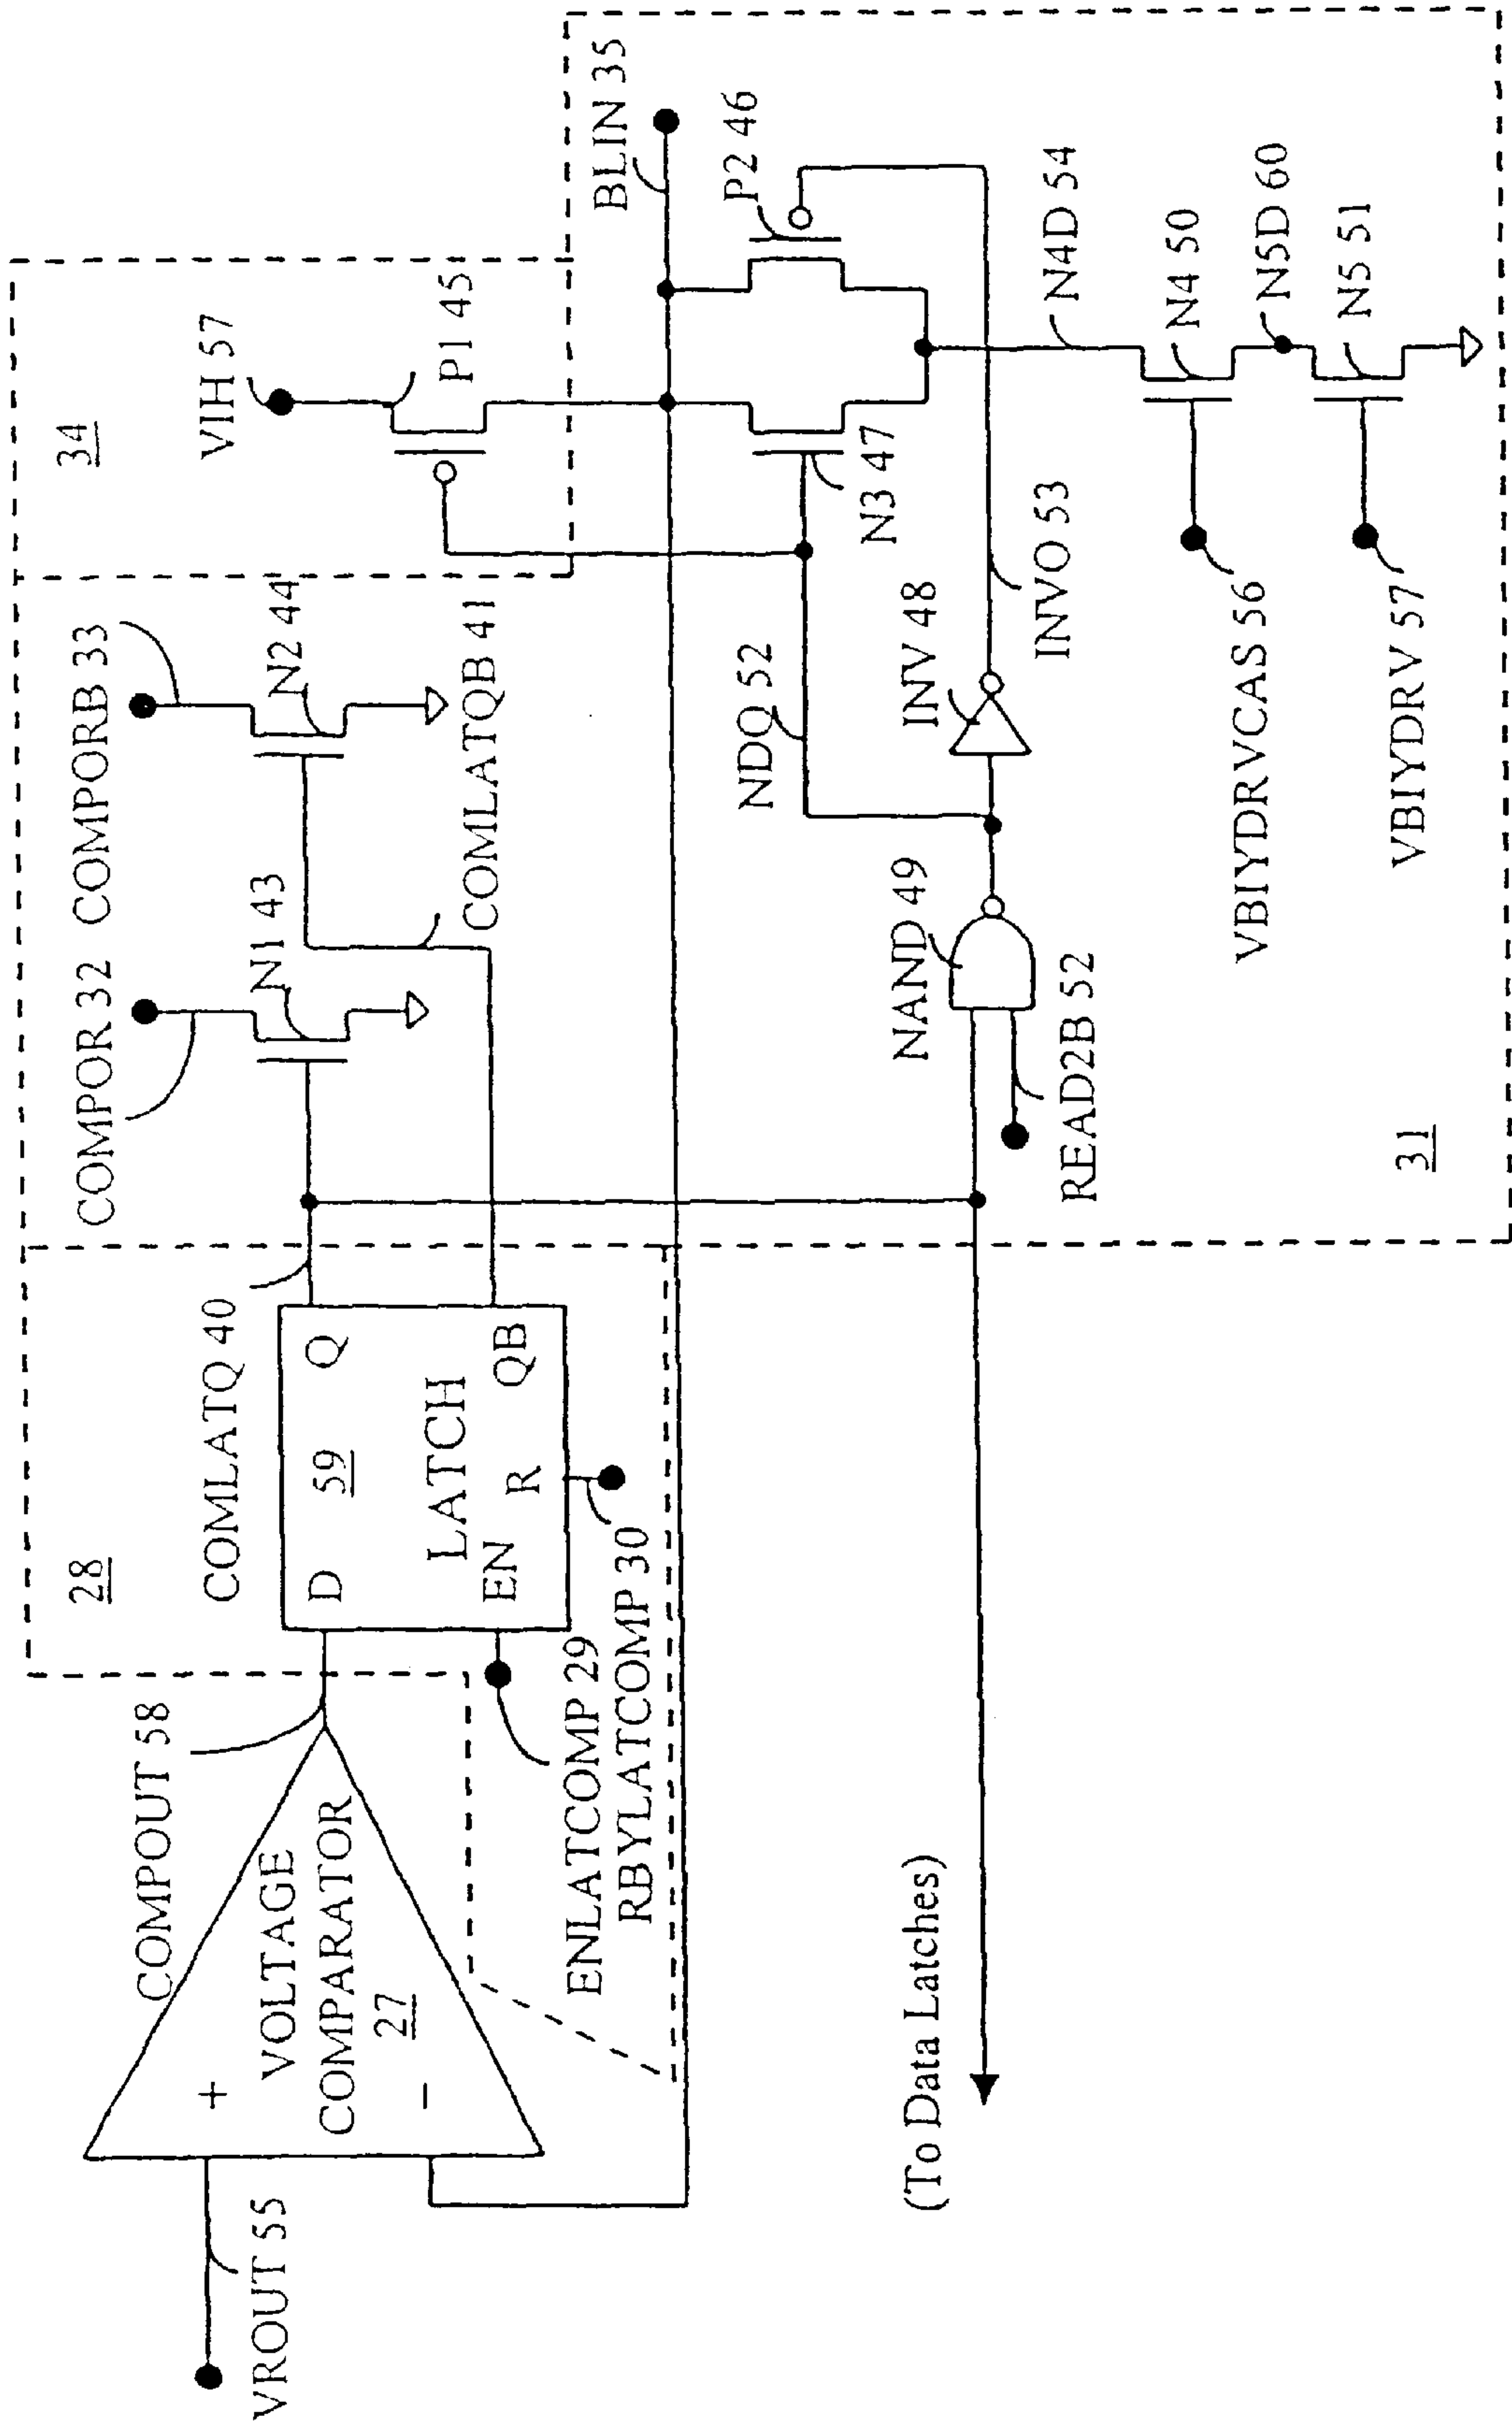 VROUT 55
+
VOLTAGE
COMPARATOR
27
−
COMPOUT 58
28
COMLATQ 40
D
Q
59
LATCH
EN
R
QB
ENLATCOMP 29
RBYLATCOMP 30
COMPOR 32
COMPORB 33
N1 43
N2 44
COMLATQB 41
34
VIH 57
P1 45
BLIN 35
NDQ 52
N3 47
P2 46
NAND 49
INV 48
INVO 53
READ2B 52
N4D 54
N4 50
N5D 60
N5 51
VBIYDRVCAS 56
VBIYDRV 57
31
(To Data Latches)